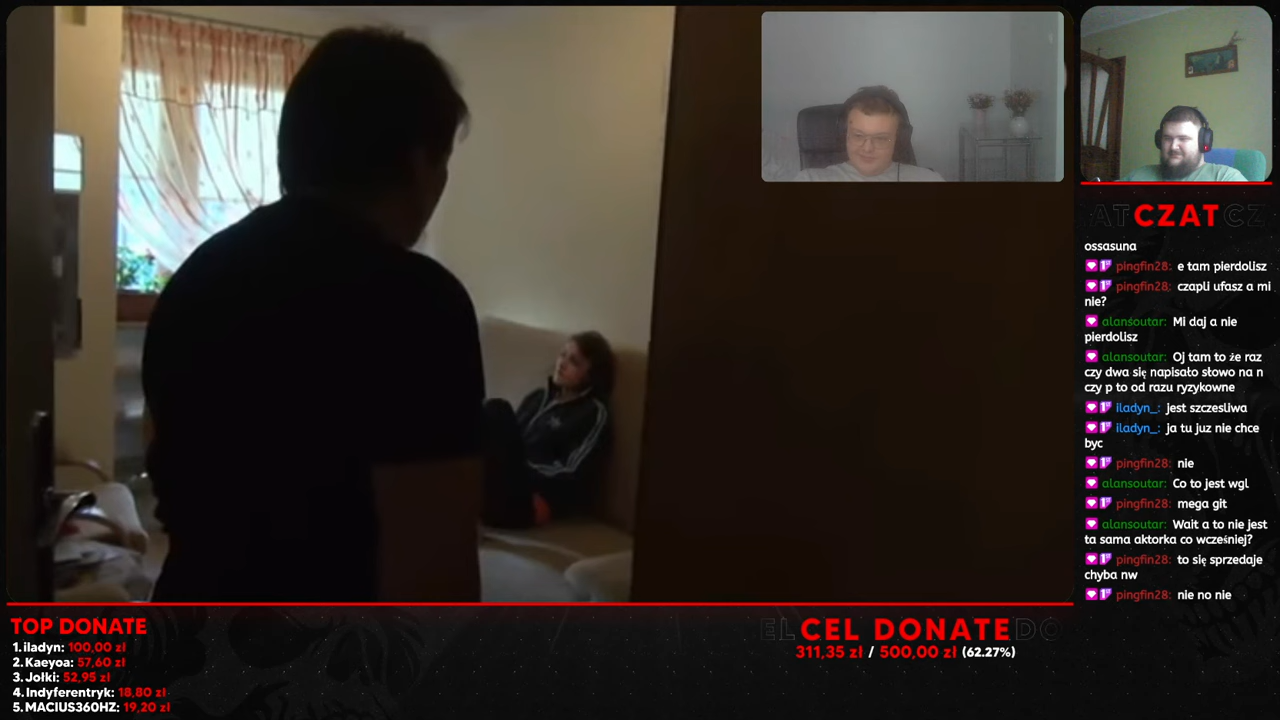 CZAT
ossasuna
pingfin28: e tam pierdolisz
pingfin28: czapli ufasz a mi
nie?
alansoutar: Mi daj a nie
pierdolisz
alansoutar: Oj tam to że raz
czy dwa się napisało słowo na n
czy p to od razu ryzykowne
iladyn_: jest szczesliwa
iladyn_: ja tu juz nie chce
byc
pingfin28: nie
alansoutar: Co to jest wgl
pingfin28: mega git
alansoutar: Wait a to nie jest
ta sama aktorka co wcześniej?
pingfin28: to się sprzedaje
chyba nw
pingfin28: nie no nie
TOP DONATE
1. iladyn: 100,00 zł
2. Kaeyoa: 57,60 zł
3. Jołki: 52,95 zł
4. Indyferentryk: 18,80 zł
5. MACIUS360HZ: 19,20 zł
CEL DONATE
311,35 zł / 500,00 zł (62.27%)